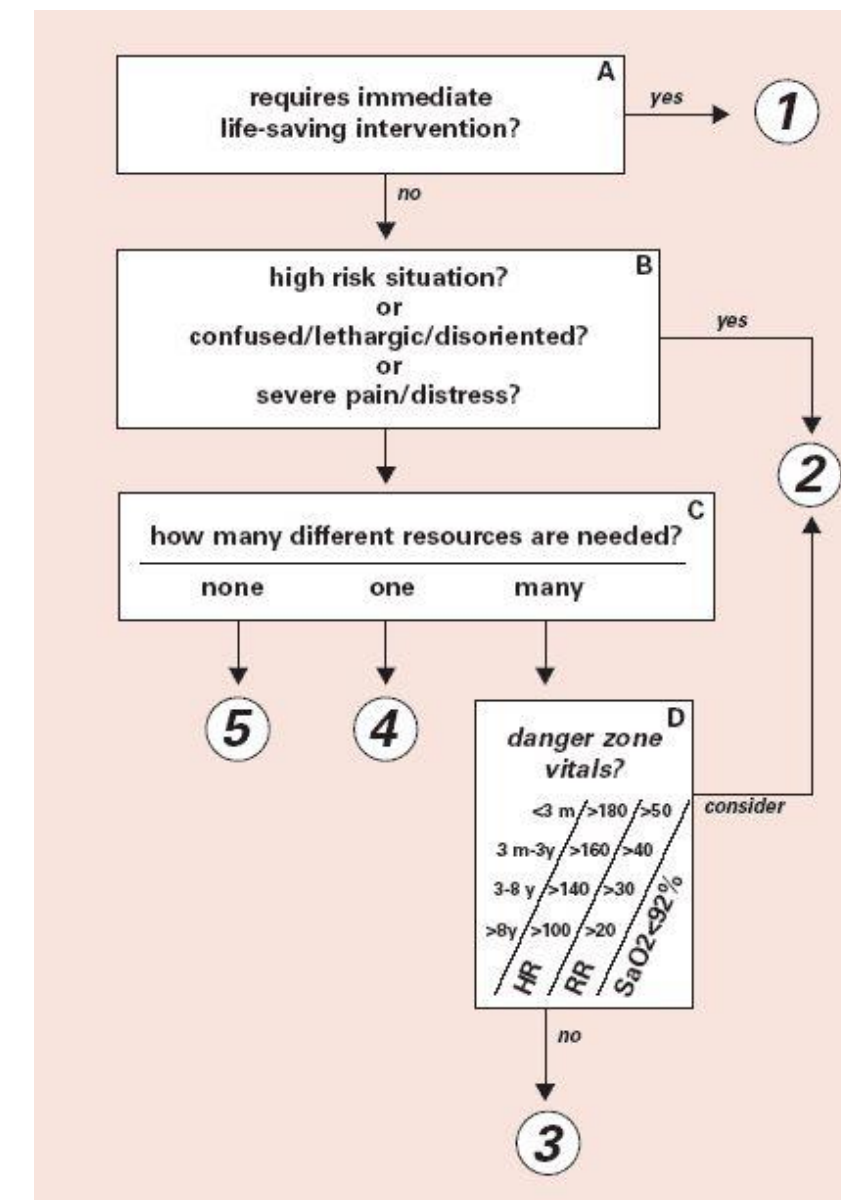 A
requires immediate
life-saving intervention?
yes
1
no
B
high risk situation?
or
confused/lethargic/disoriented?
or
severe pain/distress?
yes
2
C
how many different resources are needed?
none one many
5 4
D
danger zone
vitals?
consider
<3 m >180 >50
3 m-3y >160 >40
3-8 y >140 >30
>8y >100 >20
HR RR SaO2<92%
no
3